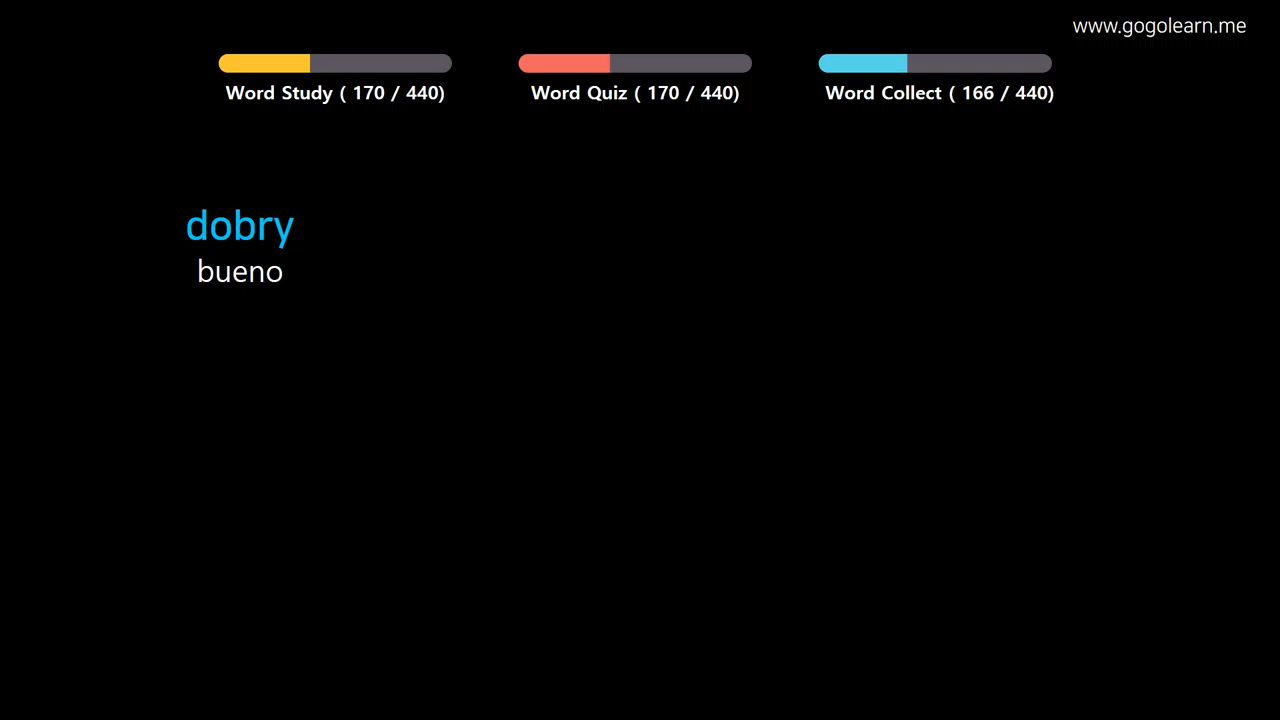 www.gogolearn.me
Word Study ( 170 / 440)
Word Quiz ( 170 / 440)
Word Collect ( 166 / 440)
dobry
bueno